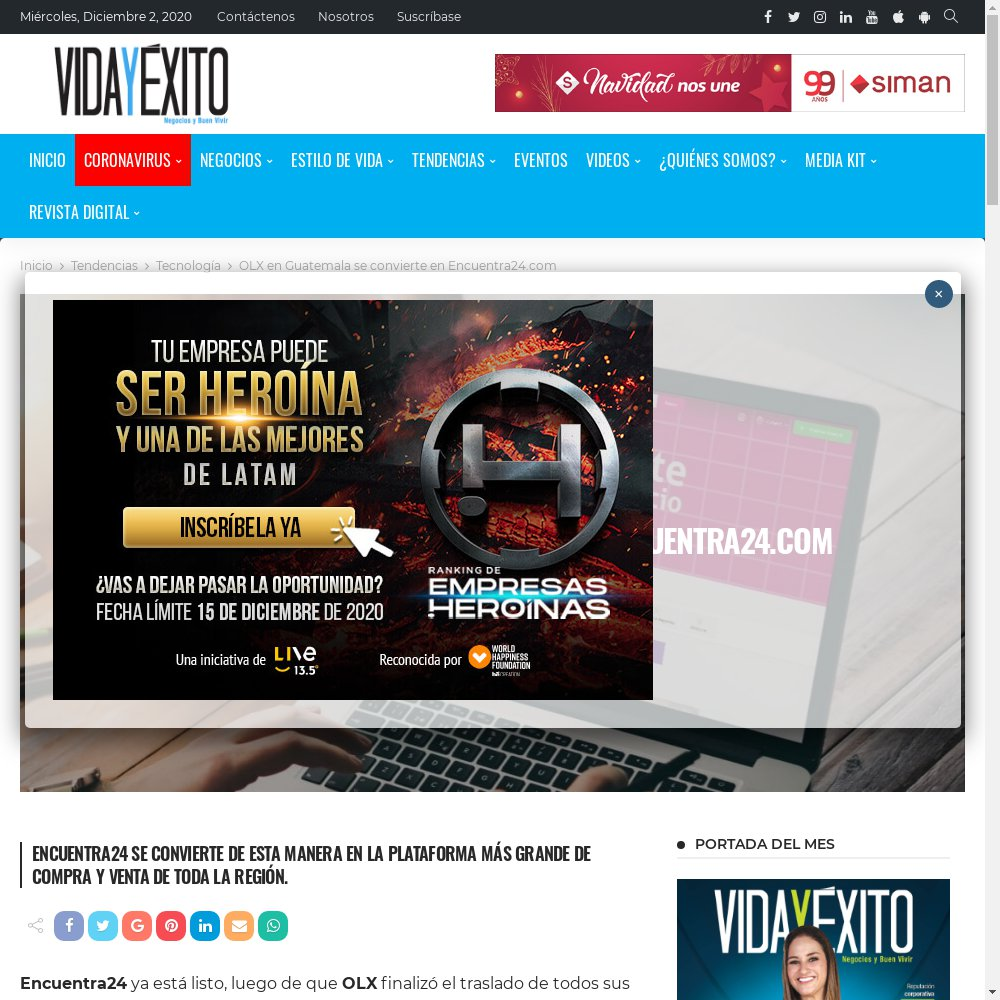 Miércoles, Diciembre 2, 2020 Contáctenos Nosotros Suscríbase
VIDAYÉXITO
Negocios y Buen Vivir
S Navidad nos une 99 AÑOS SIMAN
INICIO CORONAVIRUS NEGOCIOS ESTILO DE VIDA TENDENCIAS EVENTOS VIDEOS ¿QUIÉNES SOMOS? MEDIA KIT
REVISTA DIGITAL
Inicio > Tendencias > Tecnología > OLX en Guatemala se convierte en Encuentra24.com
×
TU EMPRESA PUEDE
SER HEROÍNA
Y UNA DE LAS MEJORES
DE LATAM
INSCRÍBELA YA
¿VAS A DEJAR PASAR LA OPORTUNIDAD?
FECHA LÍMITE 15 DE DICIEMBRE DE 2020
Una iniciativa de LIVE 13.5°
H
RANKING DE
EMPRESAS
HEROÍNAS
Reconocida por WORLD HAPPINESS FOUNDATION
UENTRA24.COM
ENCUENTRA24 SE CONVIERTE DE ESTA MANERA EN LA PLATAFORMA MÁS GRANDE DE
COMPRA Y VENTA DE TODA LA REGIÓN.
Encuentra24 ya está listo, luego de que OLX finalizó el traslado de todos sus
PORTADA DEL MES
VIDAYÉXITO
Negocios y Buen Vivir
Reputación
corporativa